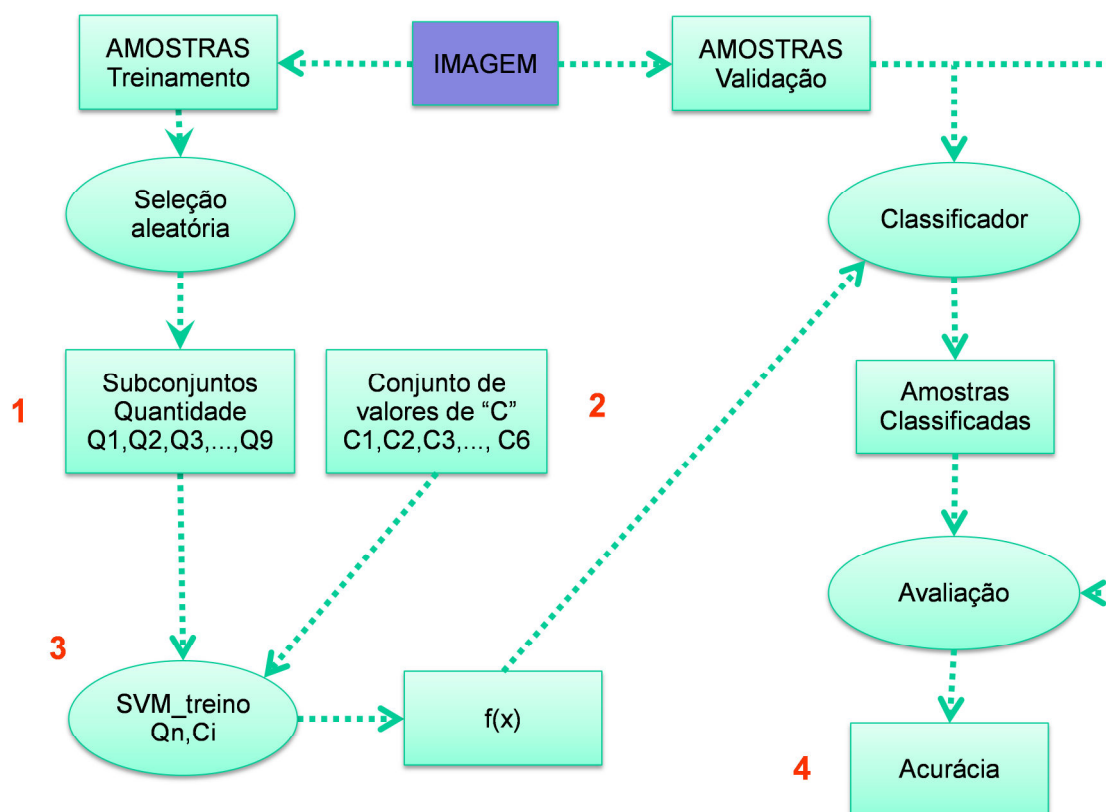 AMOSTRAS
Treinamento
IMAGEM
AMOSTRAS
Validação
Seleção
aleatória
Classificador
1
Subconjuntos
Quantidade
Q1,Q2,Q3,...,Q9
Conjunto de
valores de “C”
C1,C2,C3,..., C6
2
Amostras
Classificadas
Avaliação
3
SVM_treino
Qn,Ci
f(x)
4
Acurácia